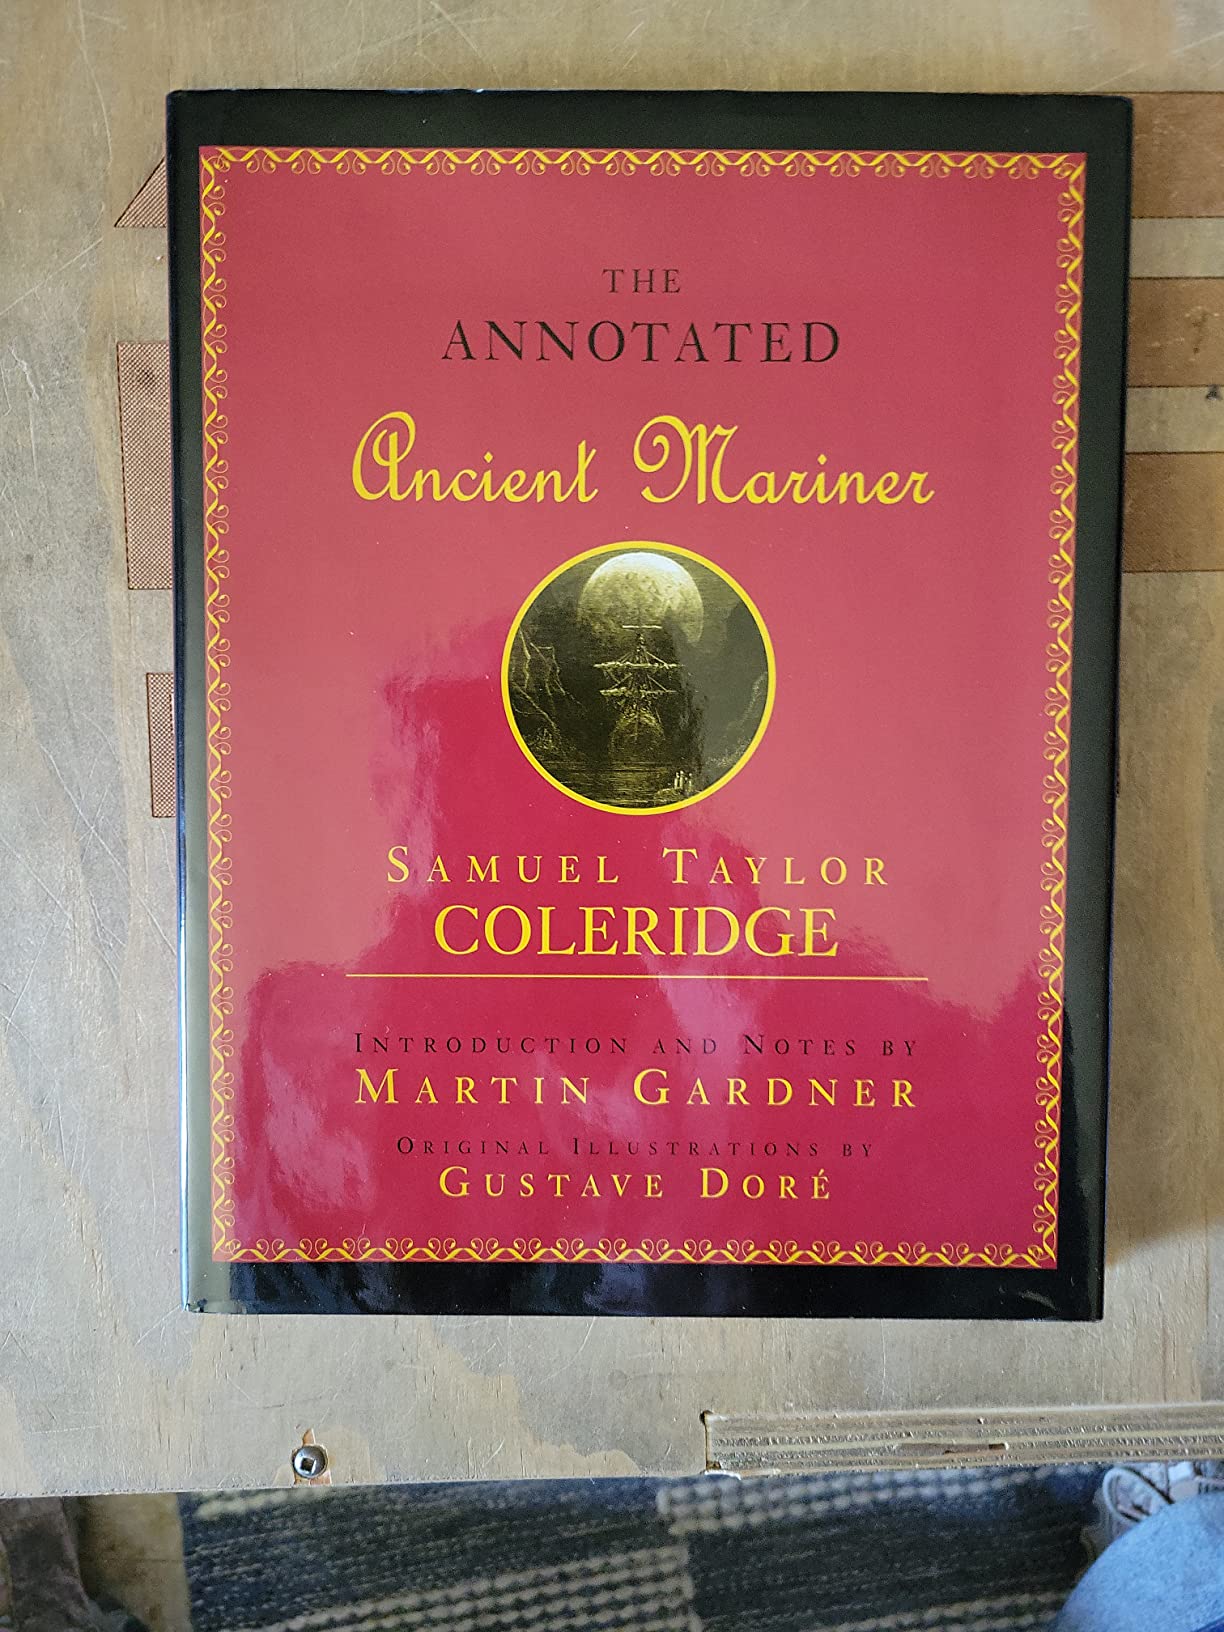 THE
ANNOTATED
Ancient Mariner
SAMUEL TAYLOR
COLERIDGE
INTRODUCTION AND NOTES BY
MARTIN GARDNER
ORIGINAL ILLUSTRATIONS BY
GUSTAVE DORÉ